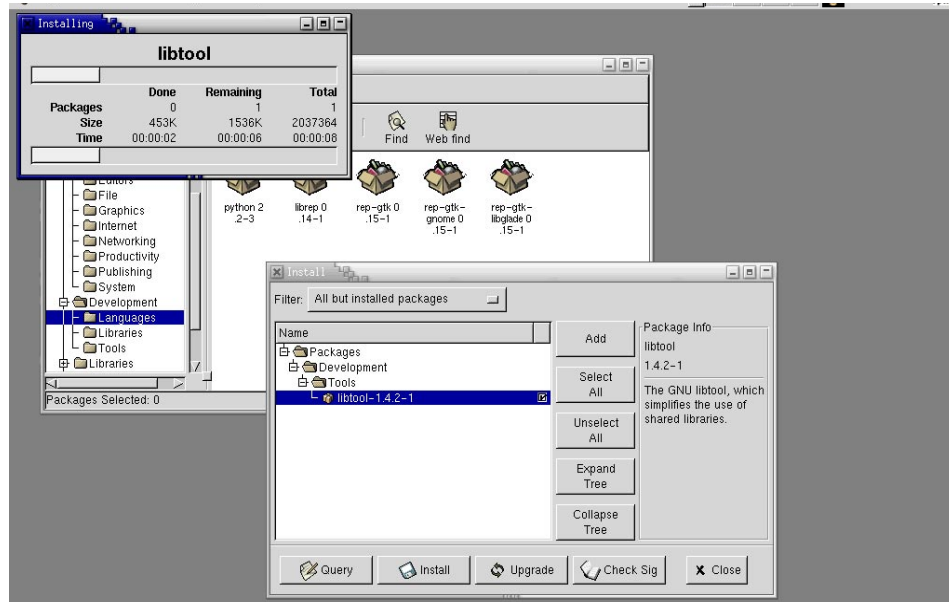 Installing
libtool
Done Remaining Total
Packages 0 1 1
Size 453K 1536K 2037364
Time 00:00:02 00:00:06 00:00:08
Find Web find
Editors
File
Graphics
Internet
Networking
Productivity
Publishing
System
Development
Languages
Libraries
Tools
Libraries
Packages Selected: 0
python 2
.2-3
librep 0
.14-1
rep-gtk 0
.15-1
rep-gtk-
gnome 0
.15-1
rep-gtk-
libglade 0
.15-1
Install
Filter: All but installed packages
Name
Packages
Development
Tools
libtool-1.4.2-1
Add
Select
All
Unselect
All
Expand
Tree
Collapse
Tree
Package Info
libtool
1.4.2-1
The GNU libtool, which
simplifies the use of
shared libraries.
Query Install Upgrade Check Sig Close